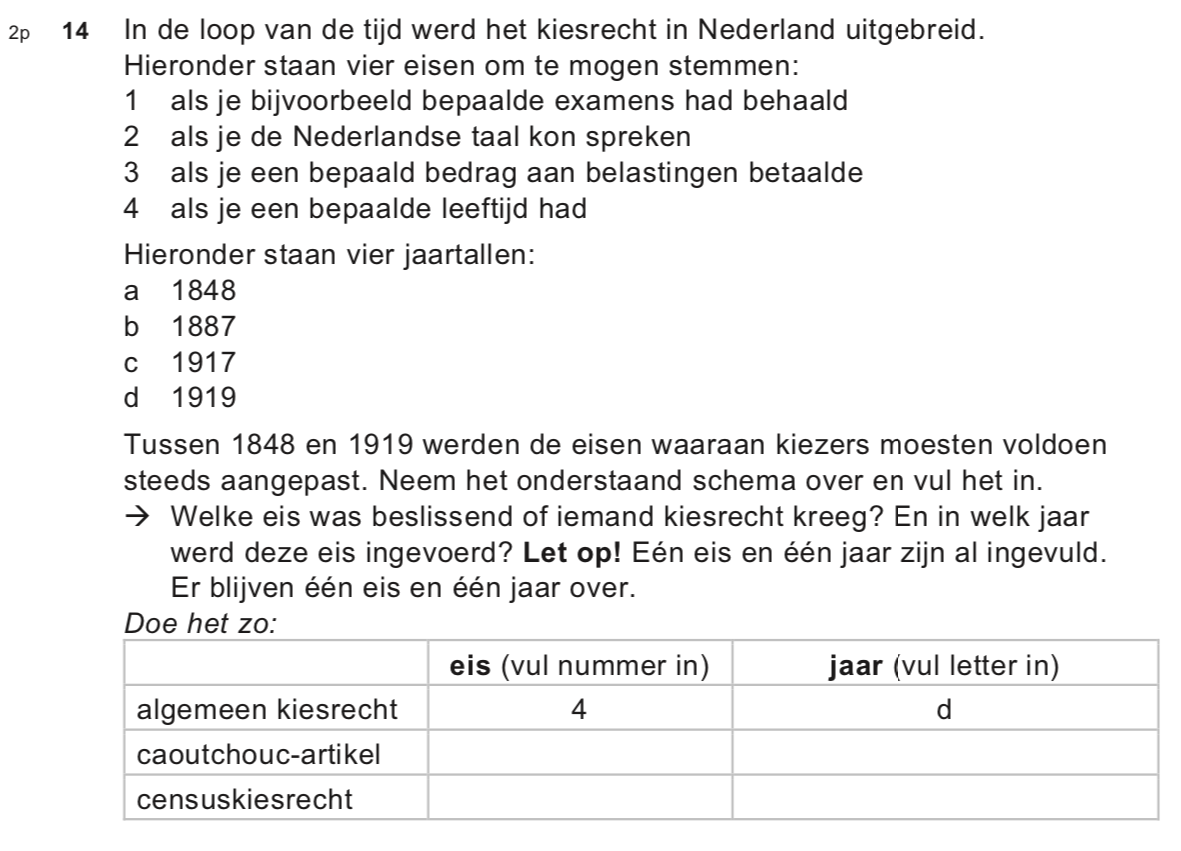 2p 14 In de loop van de tijd werd het kiesrecht in Nederland uitgebreid.
Hieronder staan vier eisen om te mogen stemmen:
1 als je bijvoorbeeld bepaalde examens had behaald
2 als je de Nederlandse taal kon spreken
3 als je een bepaald bedrag aan belastingen betaalde
4 als je een bepaalde leeftijd had
Hieronder staan vier jaartallen:
a 1848
b 1887
c 1917
d 1919
Tussen 1848 en 1919 werden de eisen waaraan kiezers moesten voldoen
steeds aangepast. Neem het onderstaand schema over en vul het in.
→ Welke eis was beslissend of iemand kiesrecht kreeg? En in welk jaar
werd deze eis ingevoerd? Let op! Eén eis en één jaar zijn al ingevuld.
Er blijven één eis en één jaar over.
Doe het zo:
eis (vul nummer in) jaar (vul letter in)
algemeen kiesrecht 4 d
caoutchouc-artikel
censuskiesrecht